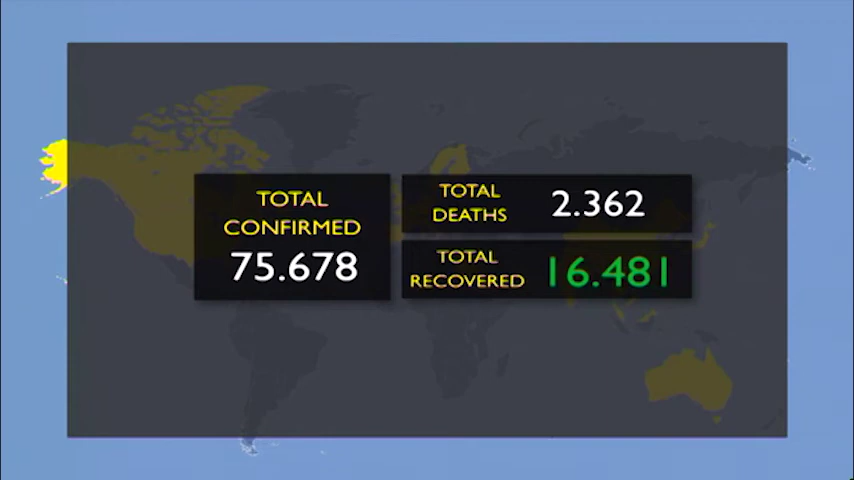 TOTAL
CONFIRMED
75.678
TOTAL
DEATHS
2.362
TOTAL
RECOVERED
16.481